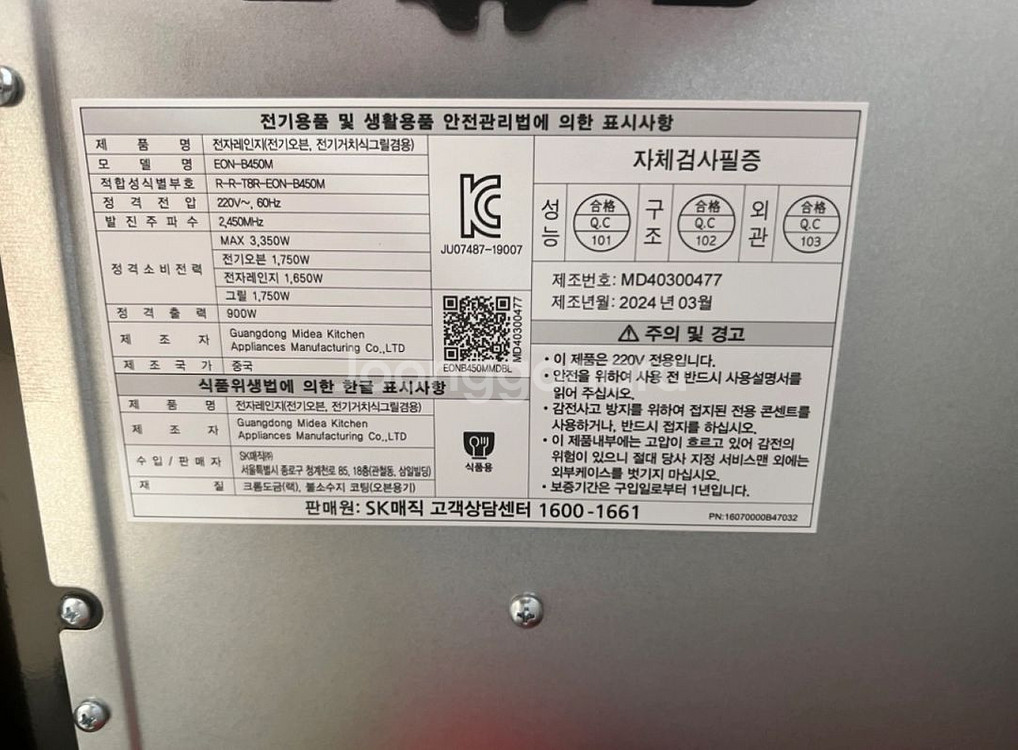 전기용품 및 생활용품 안전관리법에 의한 표시사항
제 품 명 전자레인지(전기오븐, 전기거치식그릴겸용)
모 델 명 EON-B450M
적합성식별부호 R-R-T8R-EON-B450M
정 격 전 압 220V~, 60Hz
발 진 주 파 수 2,450MHz
정격소비전력
MAX 3,350W
전기오븐 1,750W
전자레인지 1,650W
그릴 1,750W
정 격 출 력 900W
제 조 자 Guangdong Midea Kitchen
Appliances Manufacturing Co.,LTD
제 조 국 가 중국
JU07487-19007
MD40300477
EONB450MMDBL
식품위생법에 의한 한글 표시사항
제 품 명 전자레인지(전기오븐, 전기거치식그릴겸용)
제 조 자 Guangdong Midea Kitchen
Appliances Manufacturing Co.,LTD
수 입 / 판 매 자 SK매직㈜
서울특별시 종로구 청계천로 85, 18층(관철동, 삼일빌딩)
재 질 크롬도금(랙), 불소수지 코팅(오븐용기)
식품용
자체검사필증
성능 合格 Q.C 101
구조 合格 Q.C 102
외관 合格 Q.C 103
제조번호: MD40300477
제조년월: 2024년 03월
⚠ 주의 및 경고
• 이 제품은 220V 전용입니다.
• 안전을 위하여 사용 전 반드시 사용설명서를
읽어 주십시오.
• 감전사고 방지를 위하여 접지된 전용 콘센트를
사용하거나, 반드시 접지를 하십시오.
• 이 제품내부에는 고압이 흐르고 있어 감전의
위험이 있으니 절대 당사 지정 서비스맨 외에는
외부케이스를 벗기지 마십시오.
• 보증기간은 구입일로부터 1년입니다.
판매원: SK매직 고객상담센터 1600-1661
PN:16070000B47032